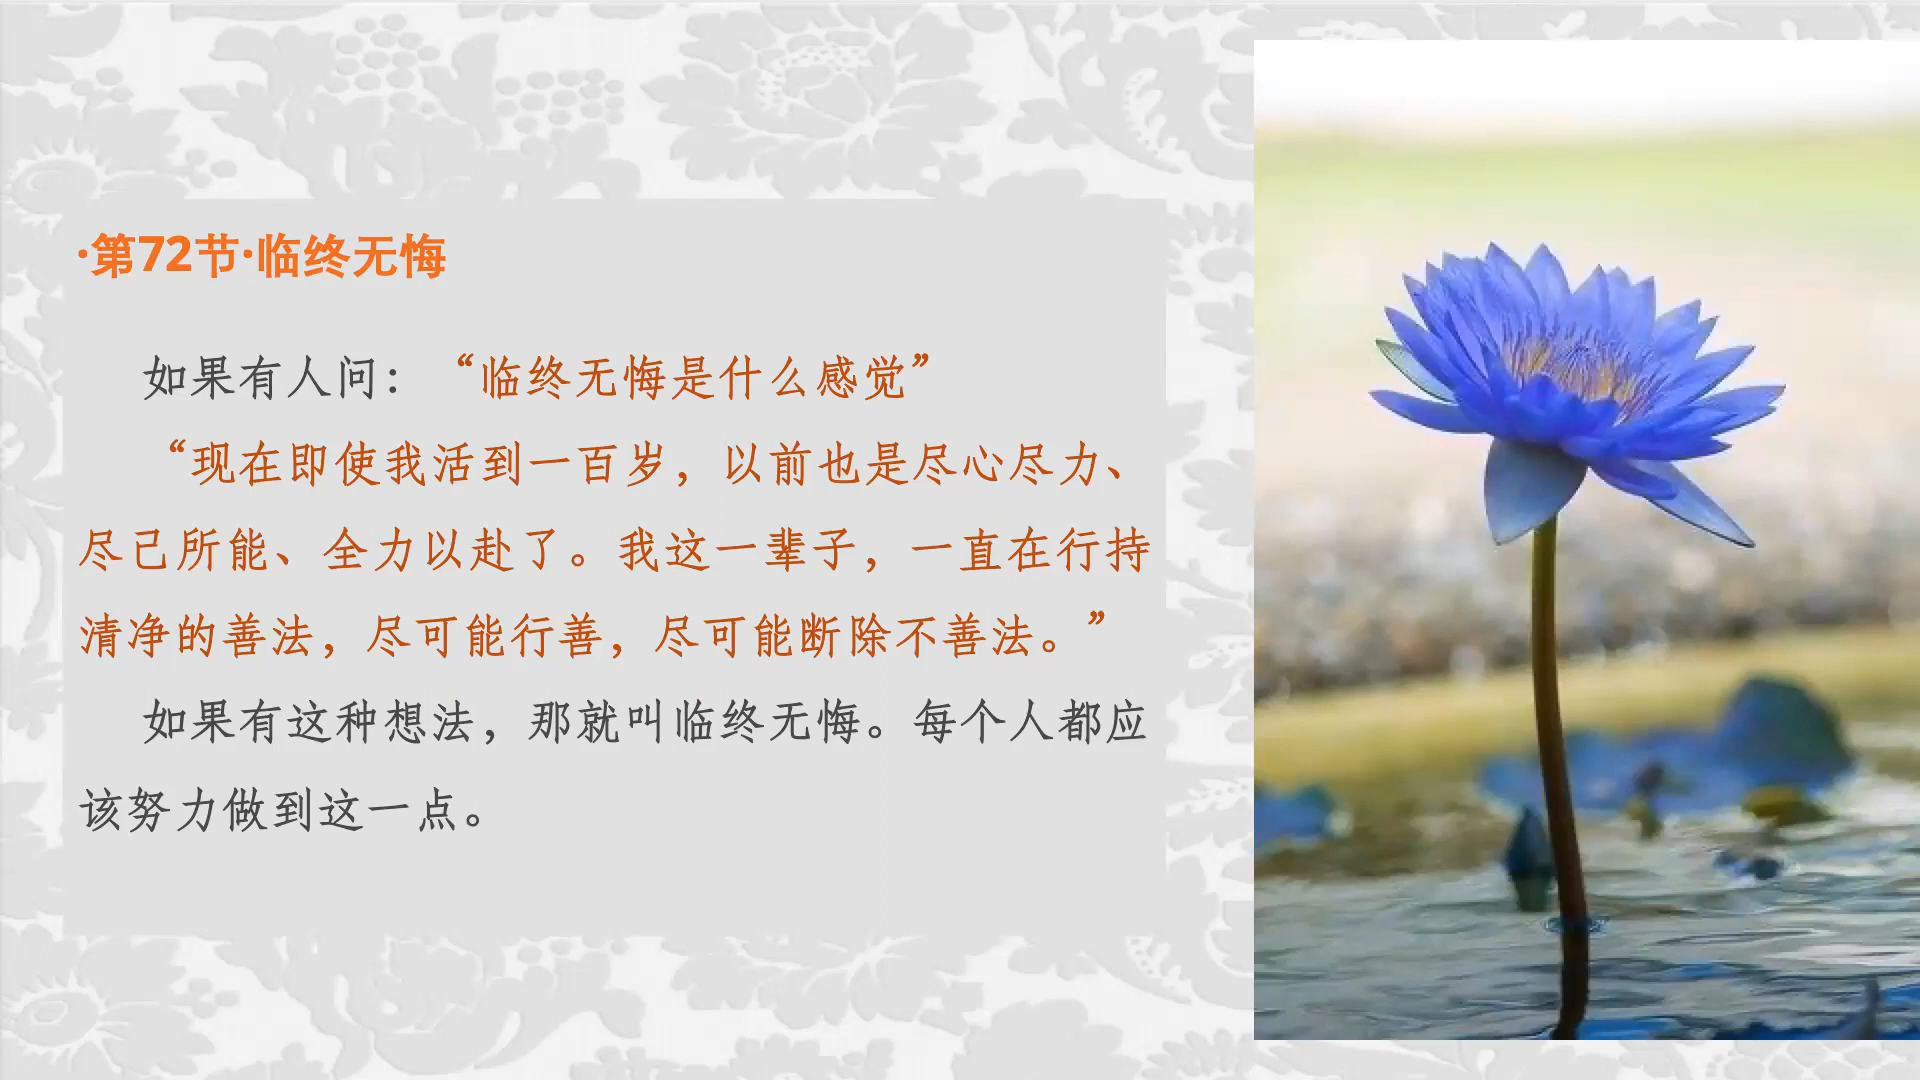 ·第72节·临终无悔
如果有人问：“临终无悔是什么感觉”
“现在即使我活到一百岁，以前也是尽心尽力、
尽己所能、全力以赴了。我这一辈子，一直在行持
清净的善法，尽可能行善，尽可能断除不善法。”
如果有这种想法，那就叫临终无悔。每个人都应
该努力做到这一点。